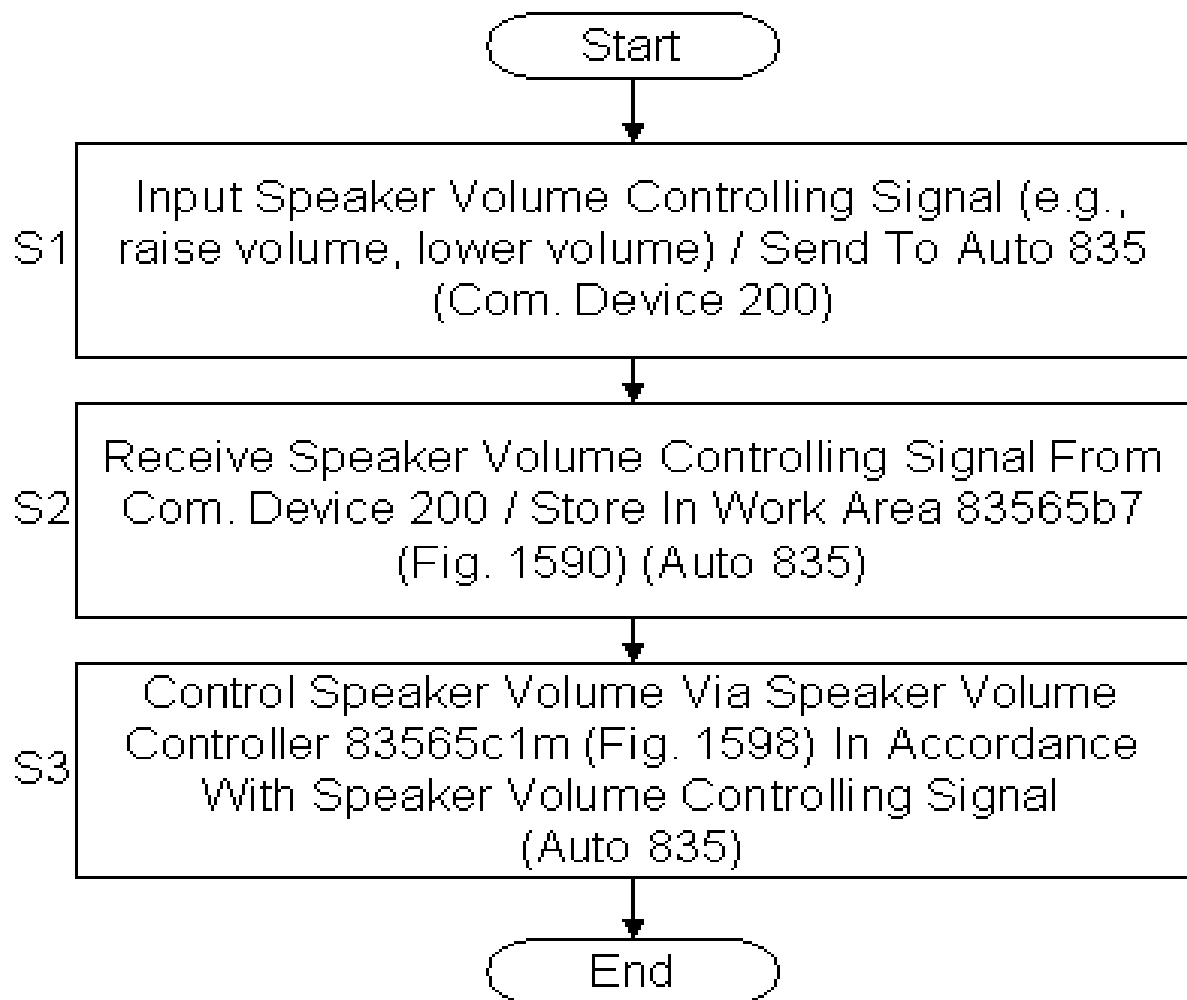 Start
S1
Input Speaker Volume Controlling Signal (e.g.,
raise volume, lower volume) / Send To Auto 835
(Com. Device 200)
S2
Receive Speaker Volume Controlling Signal From
Com. Device 200 / Store In Work Area 83565b7
(Fig. 1590) (Auto 835)
S3
Control Speaker Volume Via Speaker Volume
Controller 83565c1m (Fig. 1598) In Accordance
With Speaker Volume Controlling Signal
(Auto 835)
End